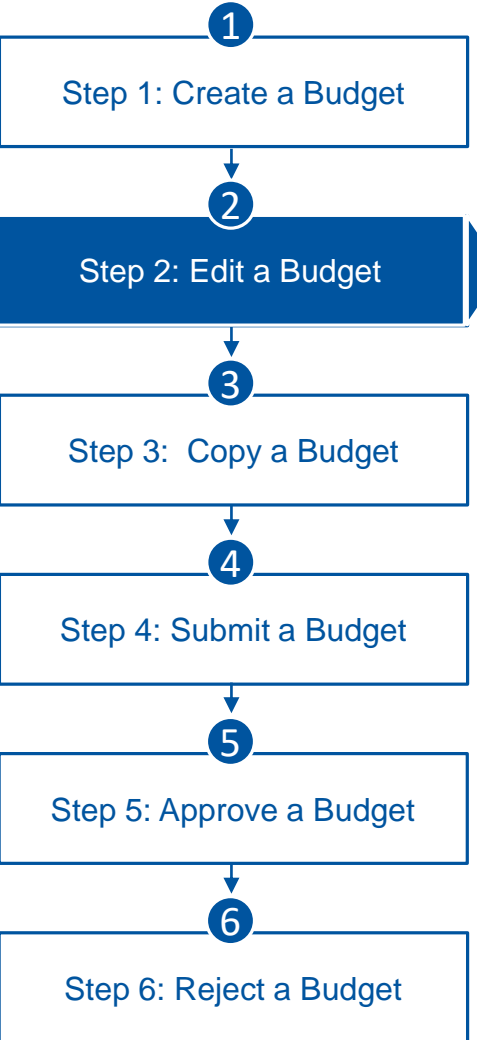 1
Step 1: Create a Budget
2
Step 2: Edit a Budget
3
Step 3:  Copy a Budget
4
Step 4: Submit a Budget
5
Step 5: Approve a Budget
6
Step 6: Reject a Budget